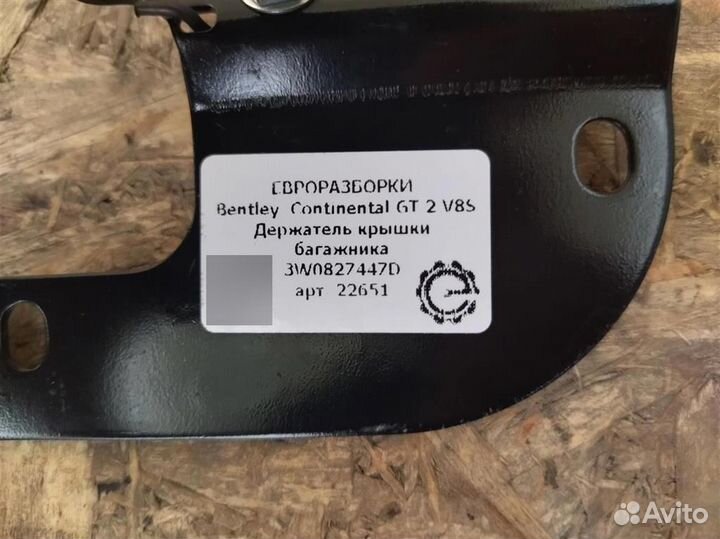 ЕВРОРАЗБОРКИ
Bentley Continental GT 2 V8S
Держатель крышки
багажника
3W0827447D
арт 22651
Avito